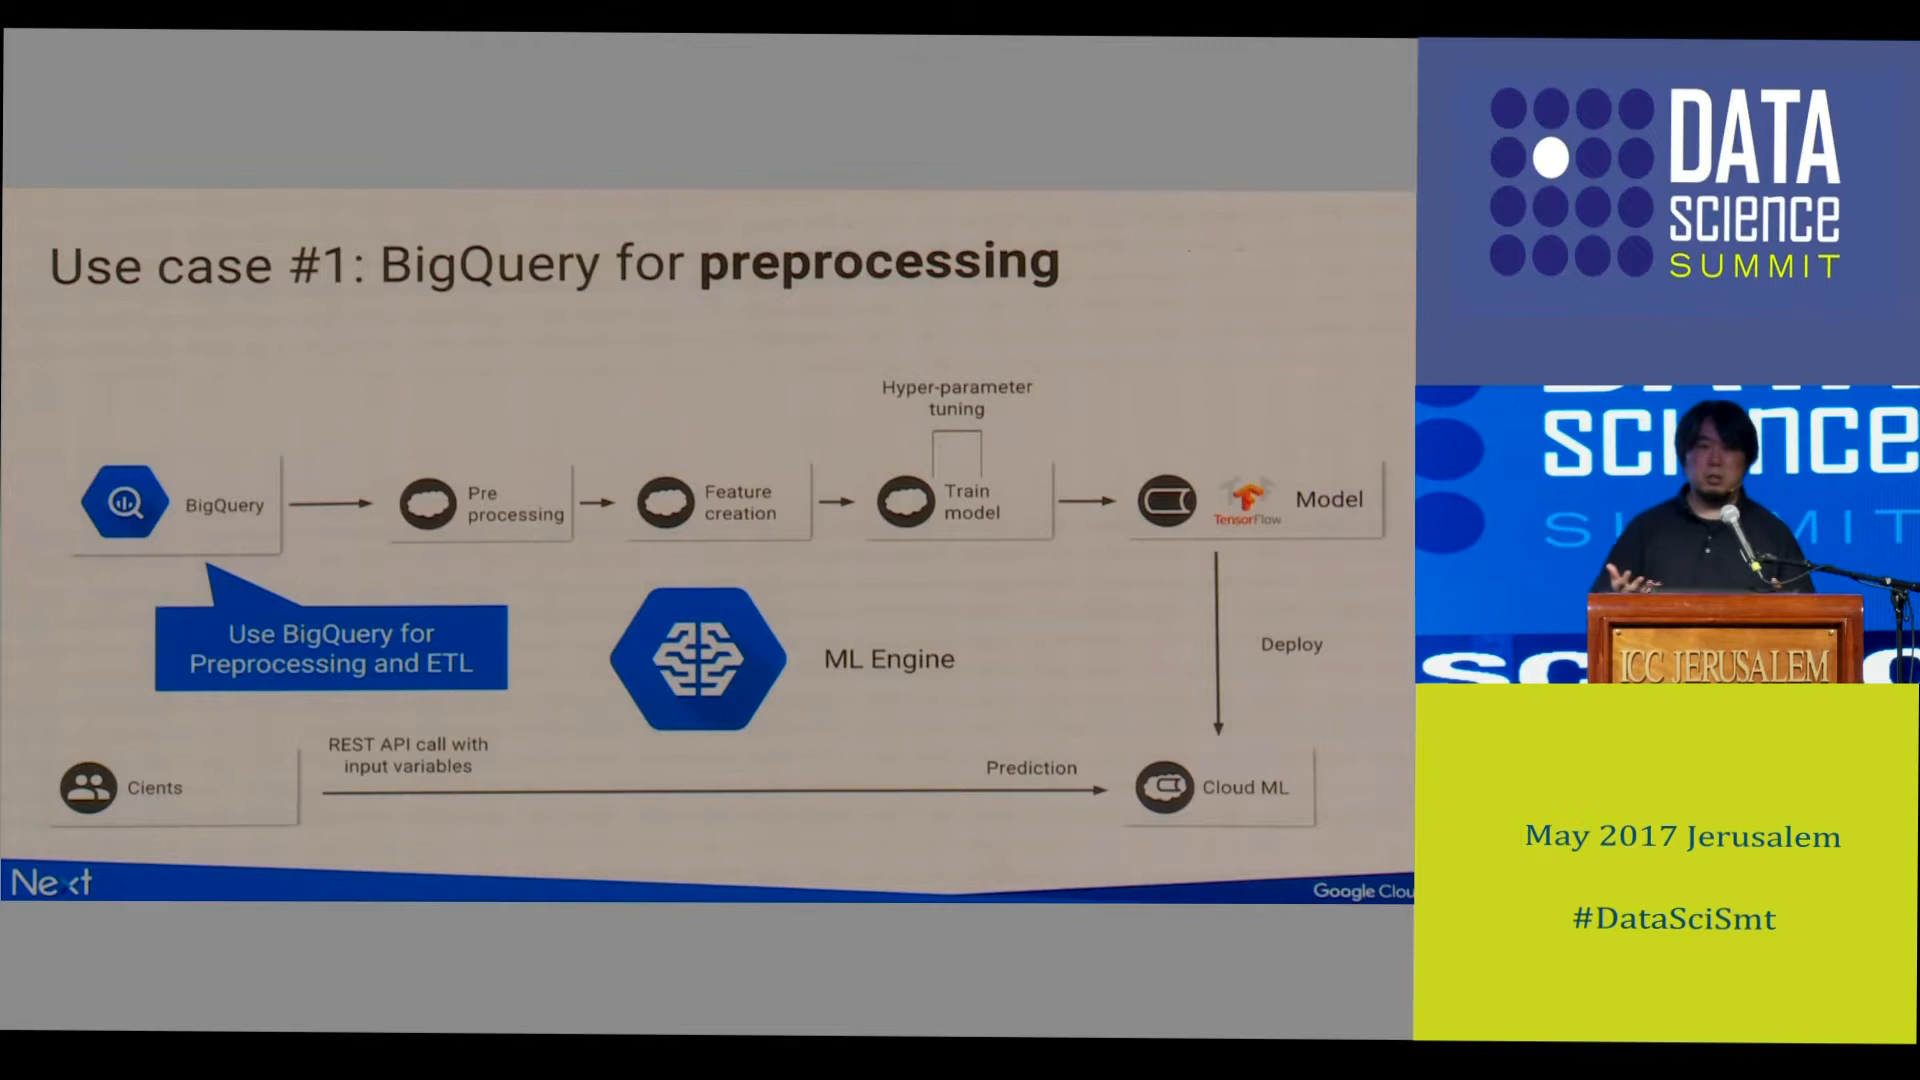 Use case #1: BigQuery for preprocessing
Hyper-parameter
tuning
BigQuery
Pre
processing
Feature
creation
Train
model
TensorFlow
Model
Use BigQuery for
Preprocessing and ETL
ML Engine
Deploy
REST API call with
input variables
Prediction
Cients
Cloud ML
Next
Google Clou
DATA
science
SUMMIT
science
SUMMIT
ICC JERUSALEM
May 2017 Jerusalem
#DataSciSmt